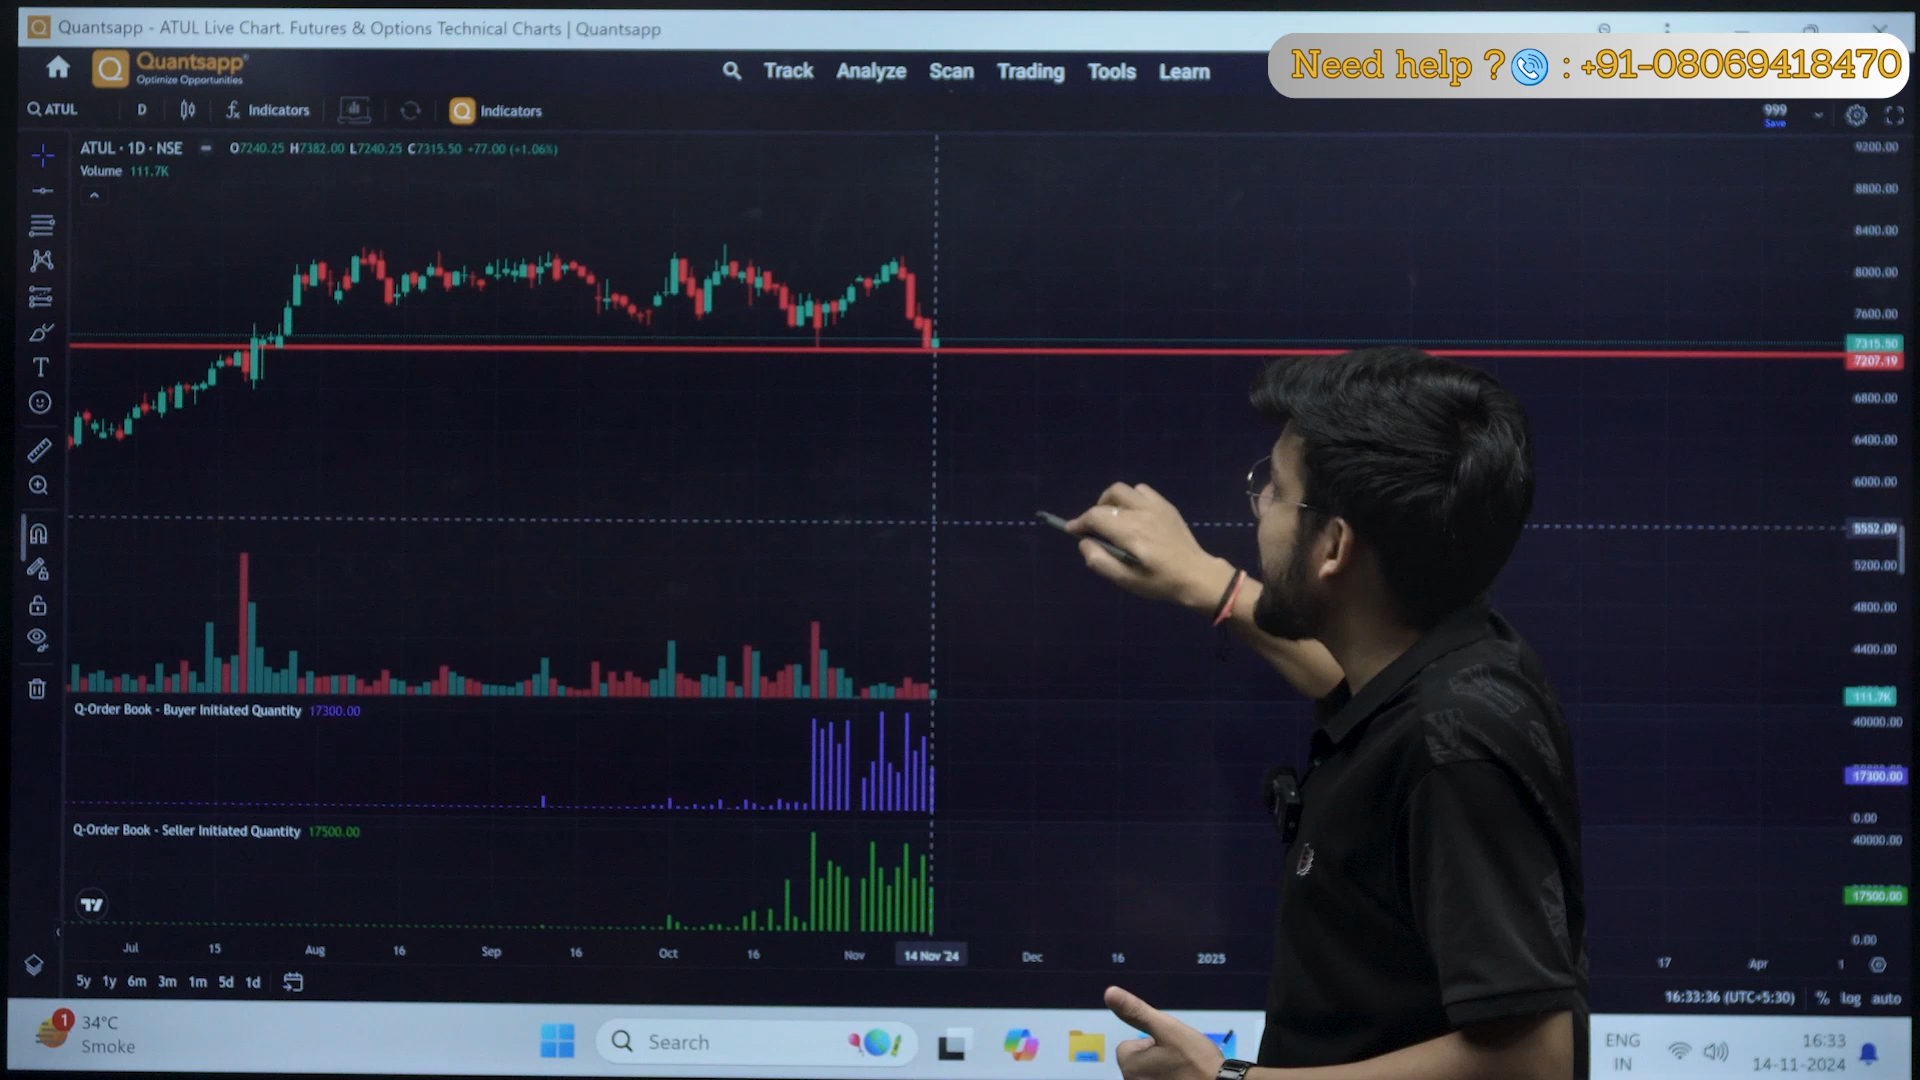 Quantsapp - ATUL Live Chart. Futures & Options Technical Charts | Quantsapp
Need help ? : +91-08069418470
Quantsapp
Optimize Opportunities
Track Analyze Scan Trading Tools Learn
ATUL D Indicators Indicators
999
Save
ATUL · 1D · NSE O7240.25 H7382.00 L7240.25 C7315.50 +77.00 (+1.06%)
Volume 111.7K
9200.00
8800.00
8400.00
8000.00
7600.00
7315.50
7207.19
6800.00
6400.00
6000.00
5552.09
5200.00
4800.00
4400.00
111.7K
Q-Order Book - Buyer Initiated Quantity 17300.00
40000.00
17300.00
0.00
Q-Order Book - Seller Initiated Quantity 17500.00
40000.00
17500.00
0.00
Jul 15 Aug 16 Sep 16 Oct 16 Nov 14 Nov '24 Dec 16 2025 17 Apr 1
5y 1y 6m 3m 1m 5d 1d
16:33:36 (UTC+5:30) % log auto
1
34°C
Smoke
Search
ENG
IN
16:33
14-11-2024